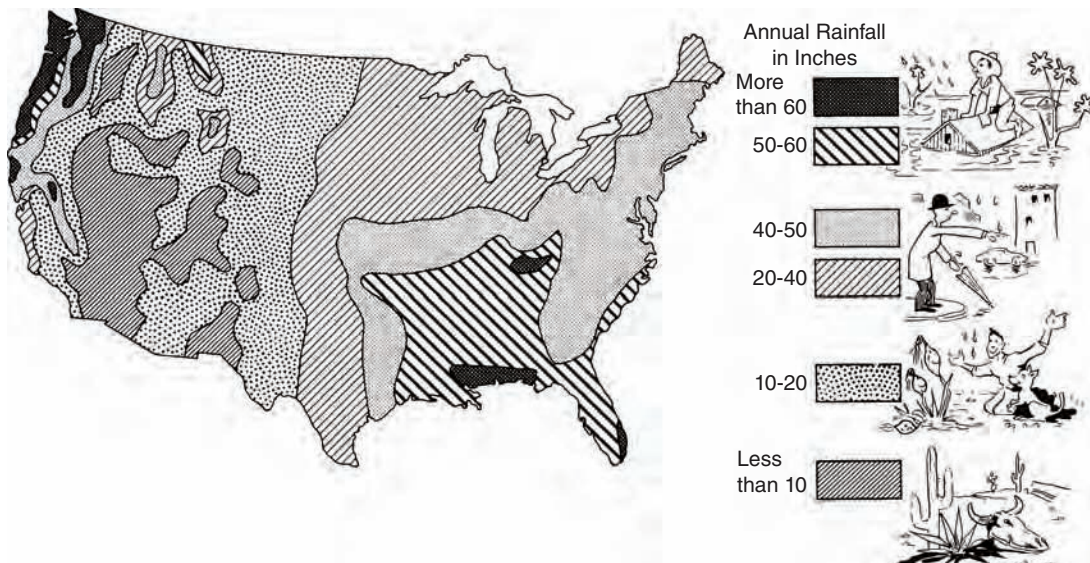 Annual Rainfall
in Inches
More
than 60
50-60
40-50
20-40
10-20
Less
than 10